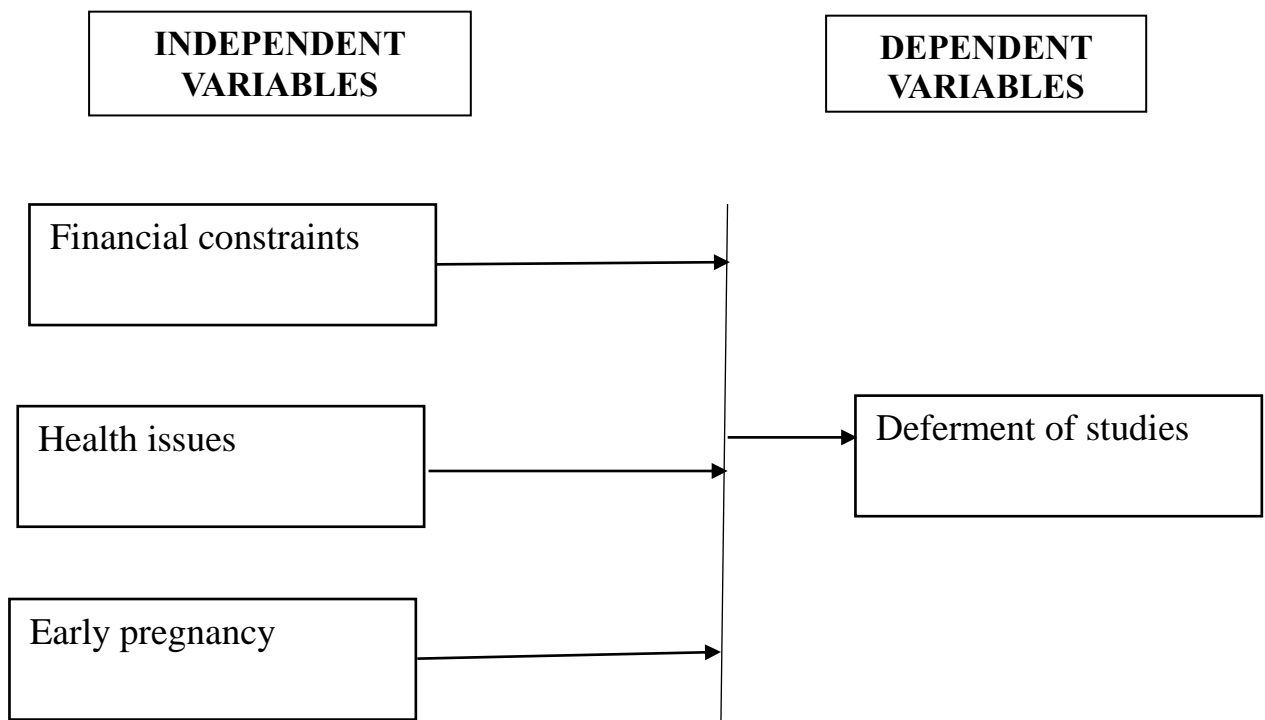 INDEPENDENT
VARIABLES
DEPENDENT
VARIABLES
Financial constraints
Health issues
Deferment of studies
Early pregnancy